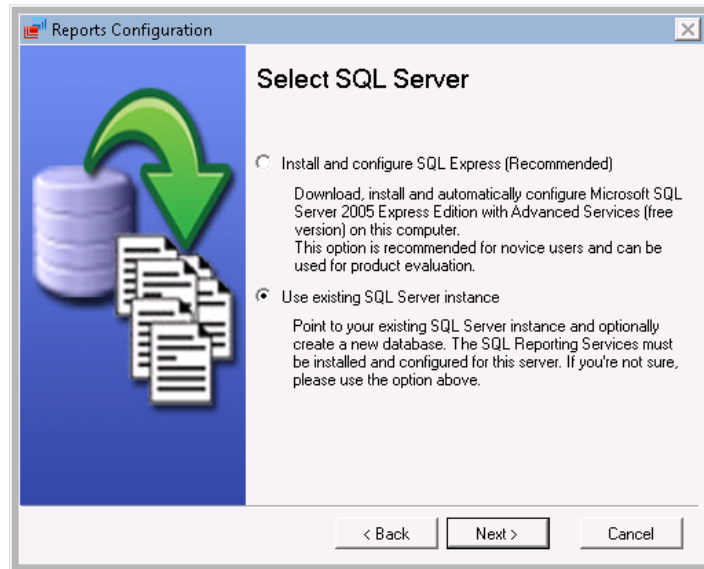 Reports Configuration
Select SQL Server
Install and configure SQL Express (Recommended)
Download, install and automatically configure Microsoft SQL
Server 2005 Express Edition with Advanced Services (free
version) on this computer.
This option is recommended for novice users and can be
used for product evaluation.
Use existing SQL Server instance
Point to your existing SQL Server instance and optionally
create a new database. The SQL Reporting Services must
be installed and configured for this server. If you're not sure,
please use the option above.
< Back Next > Cancel